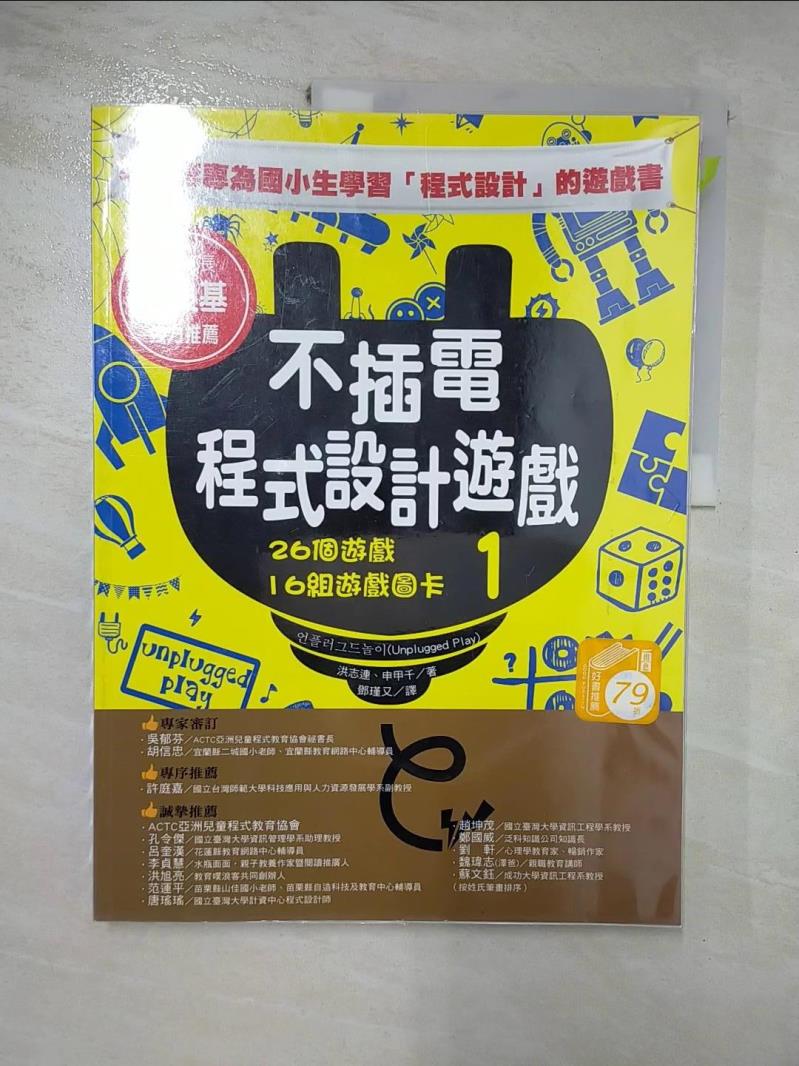 專為國小生學習「程式設計」的遊戲書
長
基
推薦
不插電
程式設計遊戲
26個遊戲
16組遊戲圖卡
1
언플러그드놀이(Unplugged Play)
洪志連、申甲千／著
鄧瑾又／譯
unplugged
play
好書推薦
79折
專家審訂
·吳郁芬／ACTC亞洲兒童程式教育協會祕書長
·胡信忠／宜蘭縣二城國小老師、宜蘭縣教育網路中心輔導員
專序推薦
·許庭嘉／國立台灣師範大學科技應用與人力資源發展學系副教授
誠摯推薦
·ACTC亞洲兒童程式教育協會
·孔令傑／國立臺灣大學資訊管理學系助理教授
·呂奎漢／花蓮縣教育網路中心輔導員
·李貞慧／水瓶面面，親子教養作家暨閱讀推廣人
·洪旭亮／教育噗浪客共同創辦人
·范運平／苗栗縣山佳國小老師、苗栗縣自造科技及教育中心輔導員
·唐瑤瑤／國立臺灣大學計資中心程式設計師
·趙坤茂／國立臺灣大學資訊工程學系教授
·鄭國威／泛科知識公司知識長
·劉　軒／心理學教育家、暢銷作家
·魏瑋志(澤爸)／親職教育講師
·蘇文鈺／成功大學資訊工程系教授
（按姓氏筆畫排序）